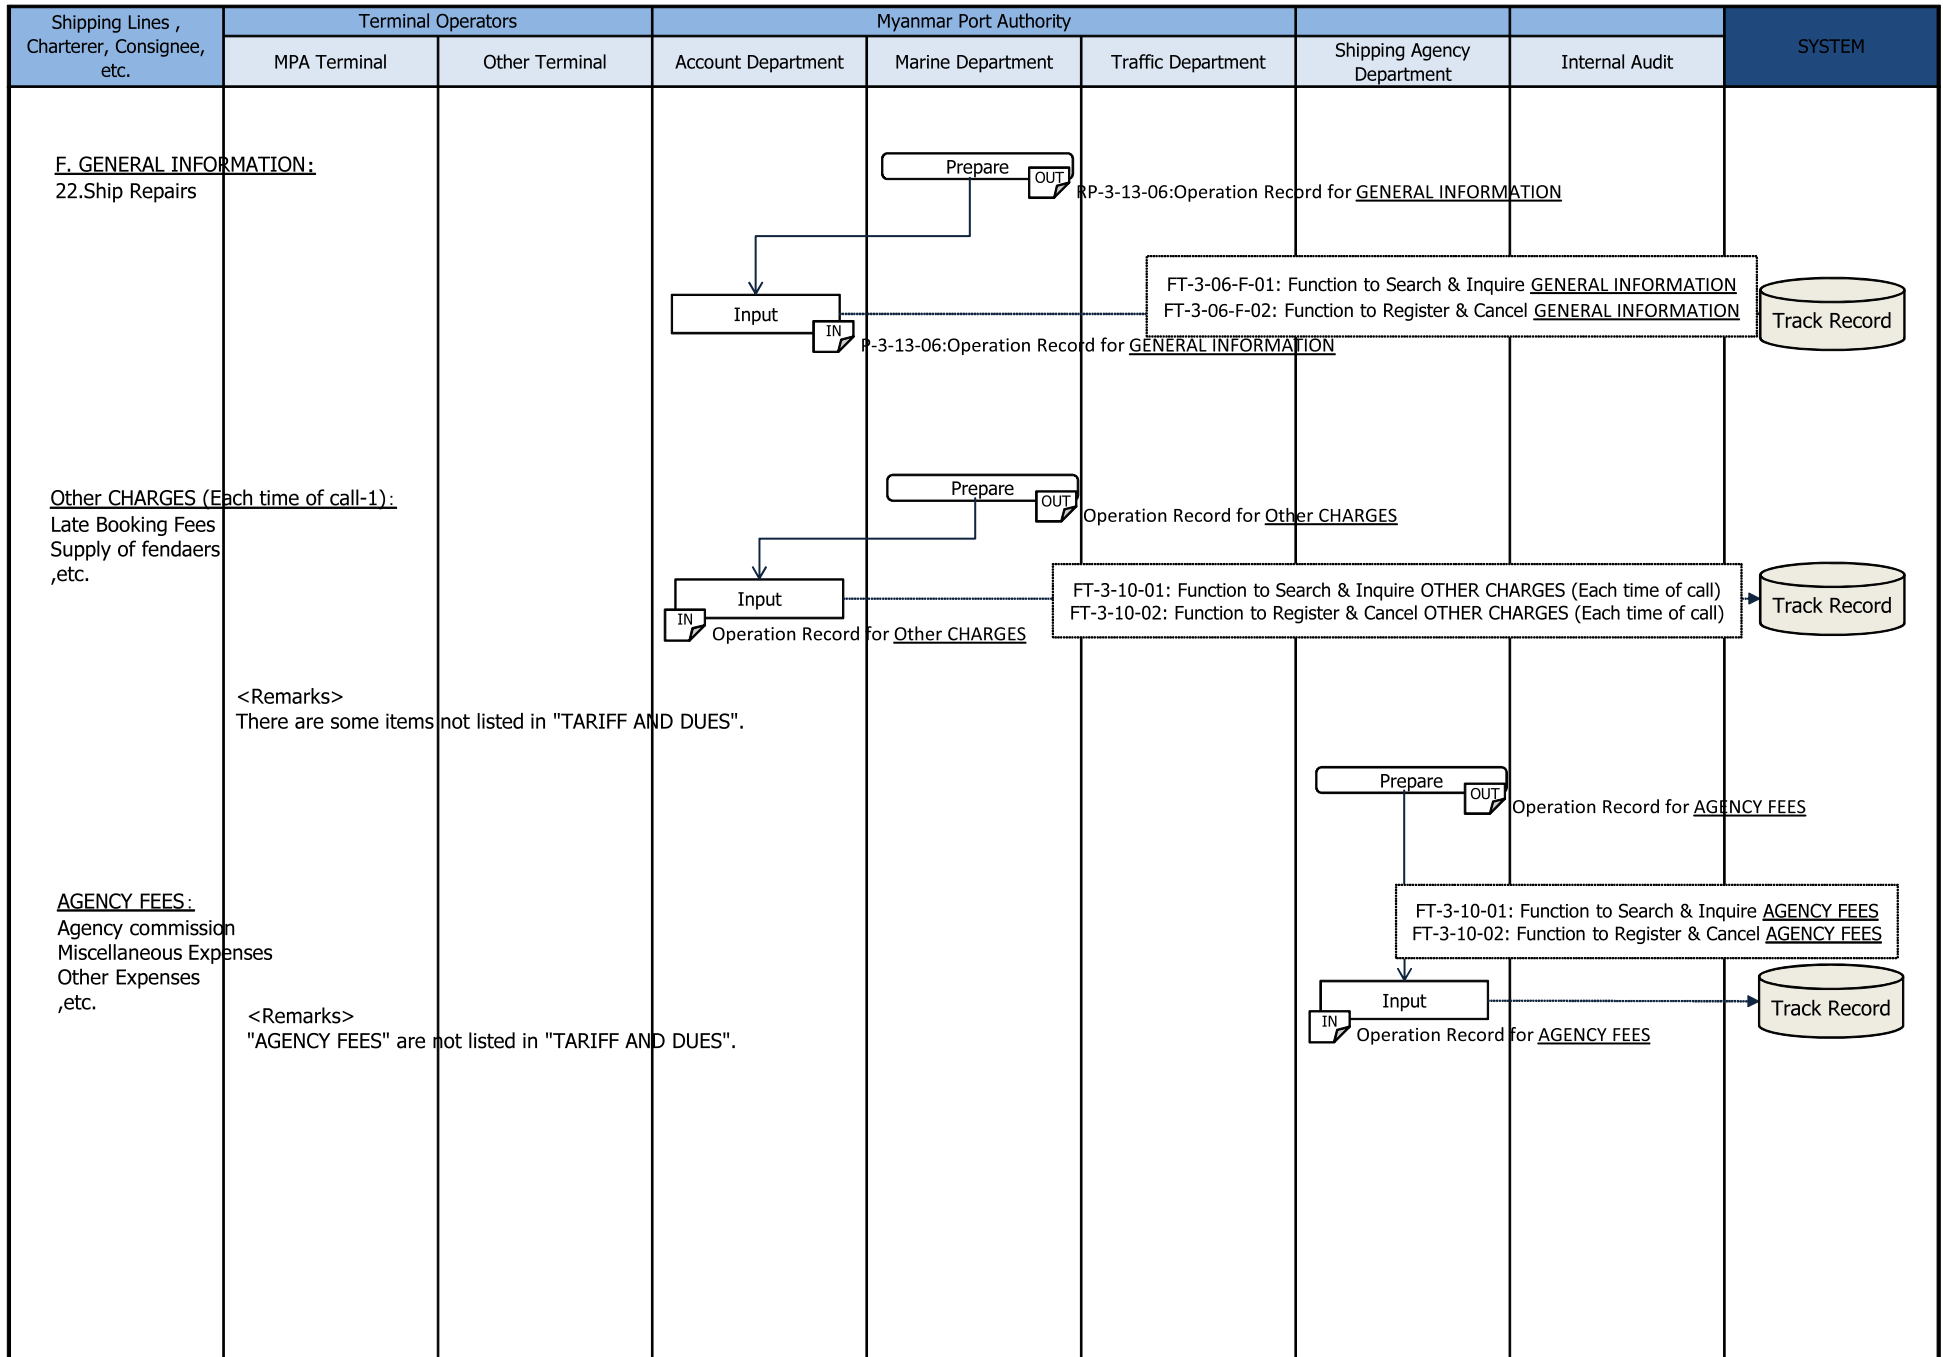 Shipping Lines ,
Charterer, Consignee,
etc.
Terminal Operators
Myanmar Port Authority
SYSTEM
MPA Terminal
Other Terminal
Account Department
Marine Department
Traffic Department
Shipping Agency
Department
Internal Audit
F. GENERAL INFORMATION:
22.Ship Repairs
Prepare
OUT
RP-3-13-06:Operation Record for GENERAL INFORMATION
FT-3-06-F-01: Function to Search & Inquire GENERAL INFORMATION
FT-3-06-F-02: Function to Register & Cancel GENERAL INFORMATION
Input
IN
P-3-13-06:Operation Record for GENERAL INFORMATION
Track Record
Other CHARGES (Each time of call-1):
Late Booking Fees
Supply of fendaers
,etc.
Prepare
OUT
Operation Record for Other CHARGES
FT-3-10-01: Function to Search & Inquire OTHER CHARGES (Each time of call)
FT-3-10-02: Function to Register & Cancel OTHER CHARGES (Each time of call)
Input
IN
Operation Record for Other CHARGES
Track Record
<Remarks>
There are some items not listed in "TARIFF AND DUES".
Prepare
OUT
Operation Record for AGENCY FEES
AGENCY FEES:
Agency commission
Miscellaneous Expenses
Other Expenses
,etc.
FT-3-10-01: Function to Search & Inquire AGENCY FEES
FT-3-10-02: Function to Register & Cancel AGENCY FEES
Input
IN
Operation Record for AGENCY FEES
Track Record
<Remarks>
"AGENCY FEES" are not listed in "TARIFF AND DUES".